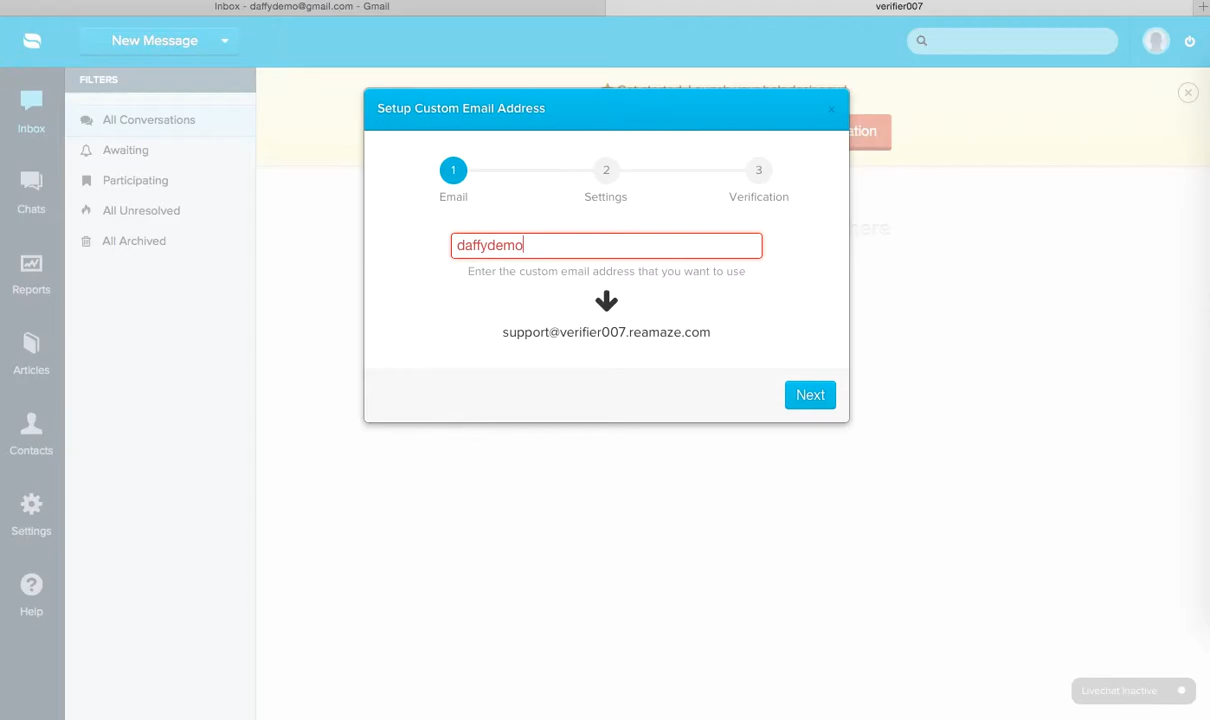 Inbox - daffydemo@gmail.com - Gmail
verifier007
New Message
FILTERS
All Conversations
Awaiting
Participating
All Unresolved
All Archived
Inbox
Chats
Reports
Articles
Contacts
Settings
Help
Setup Custom Email Address
1
2
3
Email
Settings
Verification
daffydemo
Enter the custom email address that you want to use
support@verifier007.reamaze.com
Next
Livechat Inactive